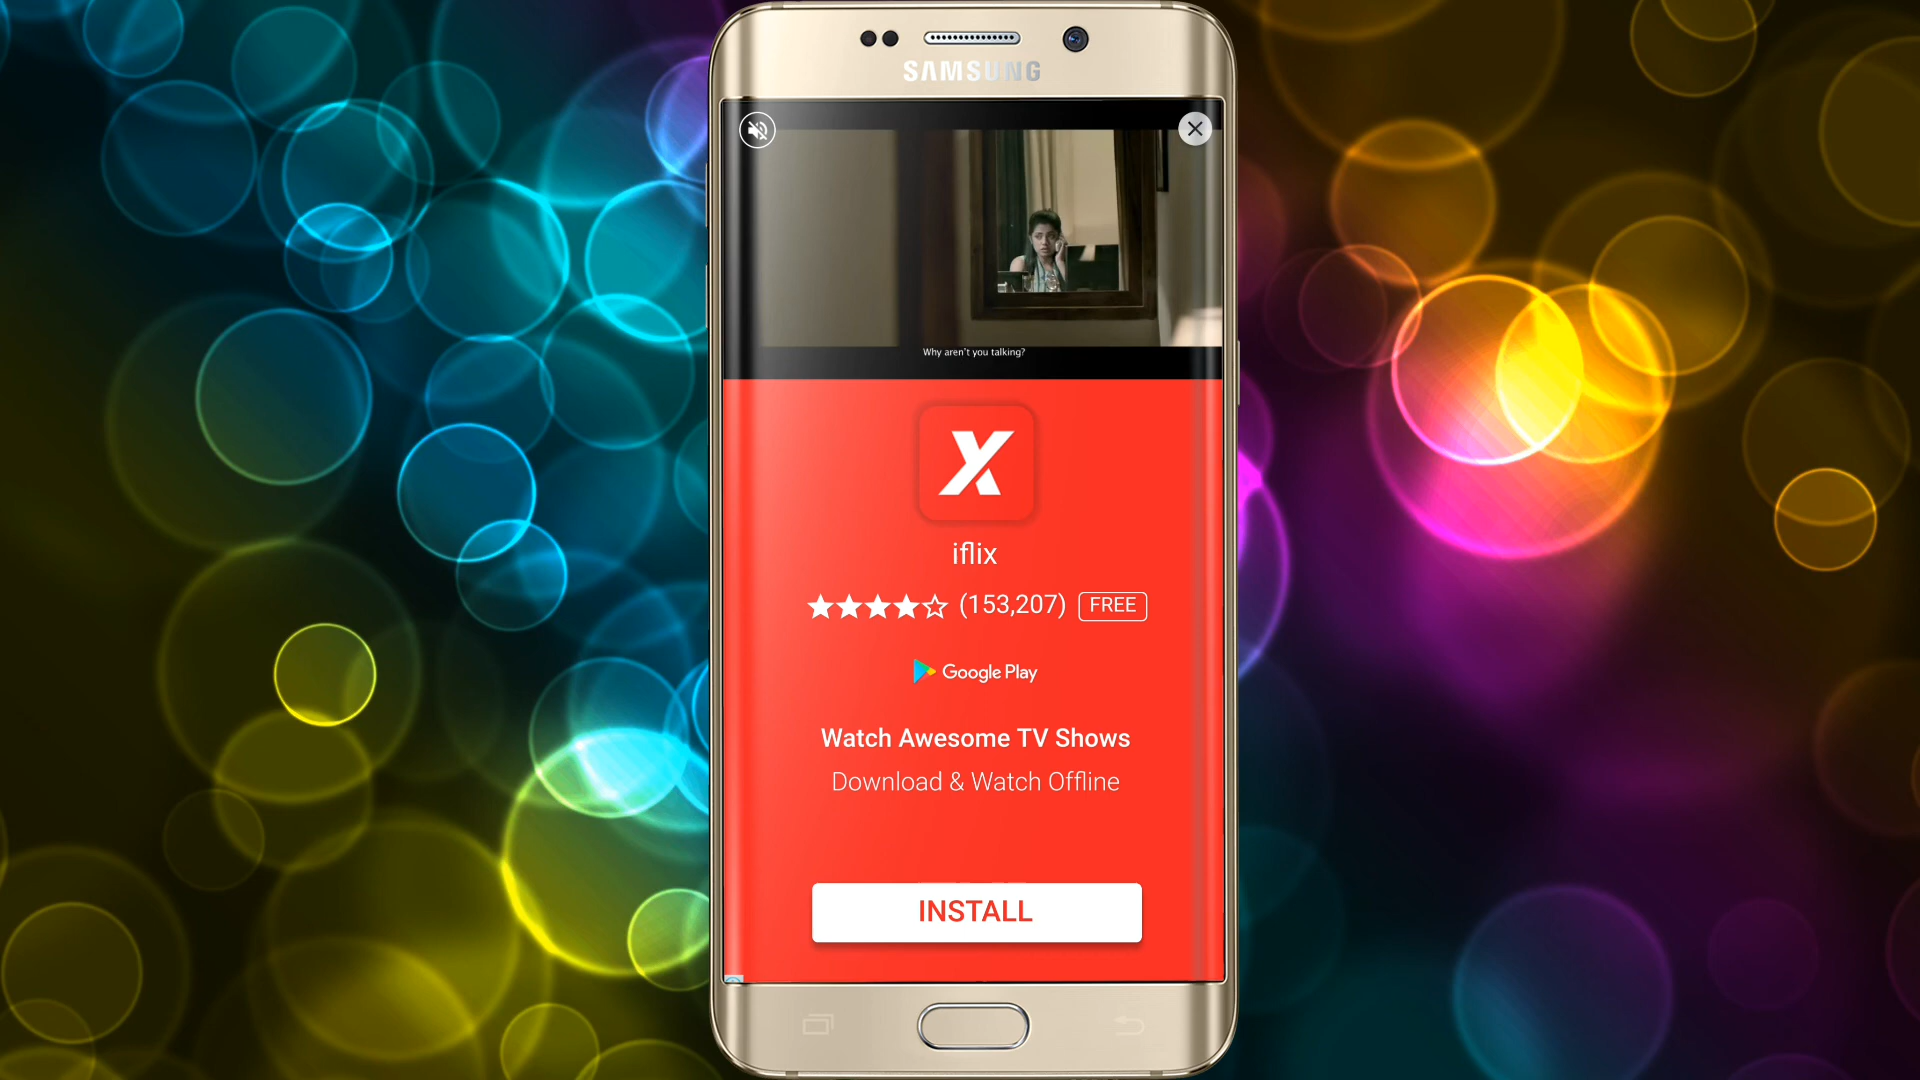 SAMSUNG
Why aren't you talking?
iflix
(153,207) FREE
Google Play
Watch Awesome TV Shows
Download & Watch Offline
INSTALL